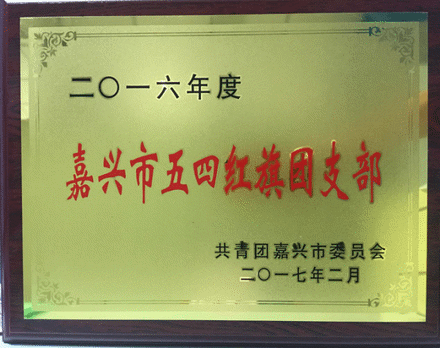 二〇一六年度
嘉兴市五四红旗团支部
共青团嘉兴市委员会
二〇一七年二月